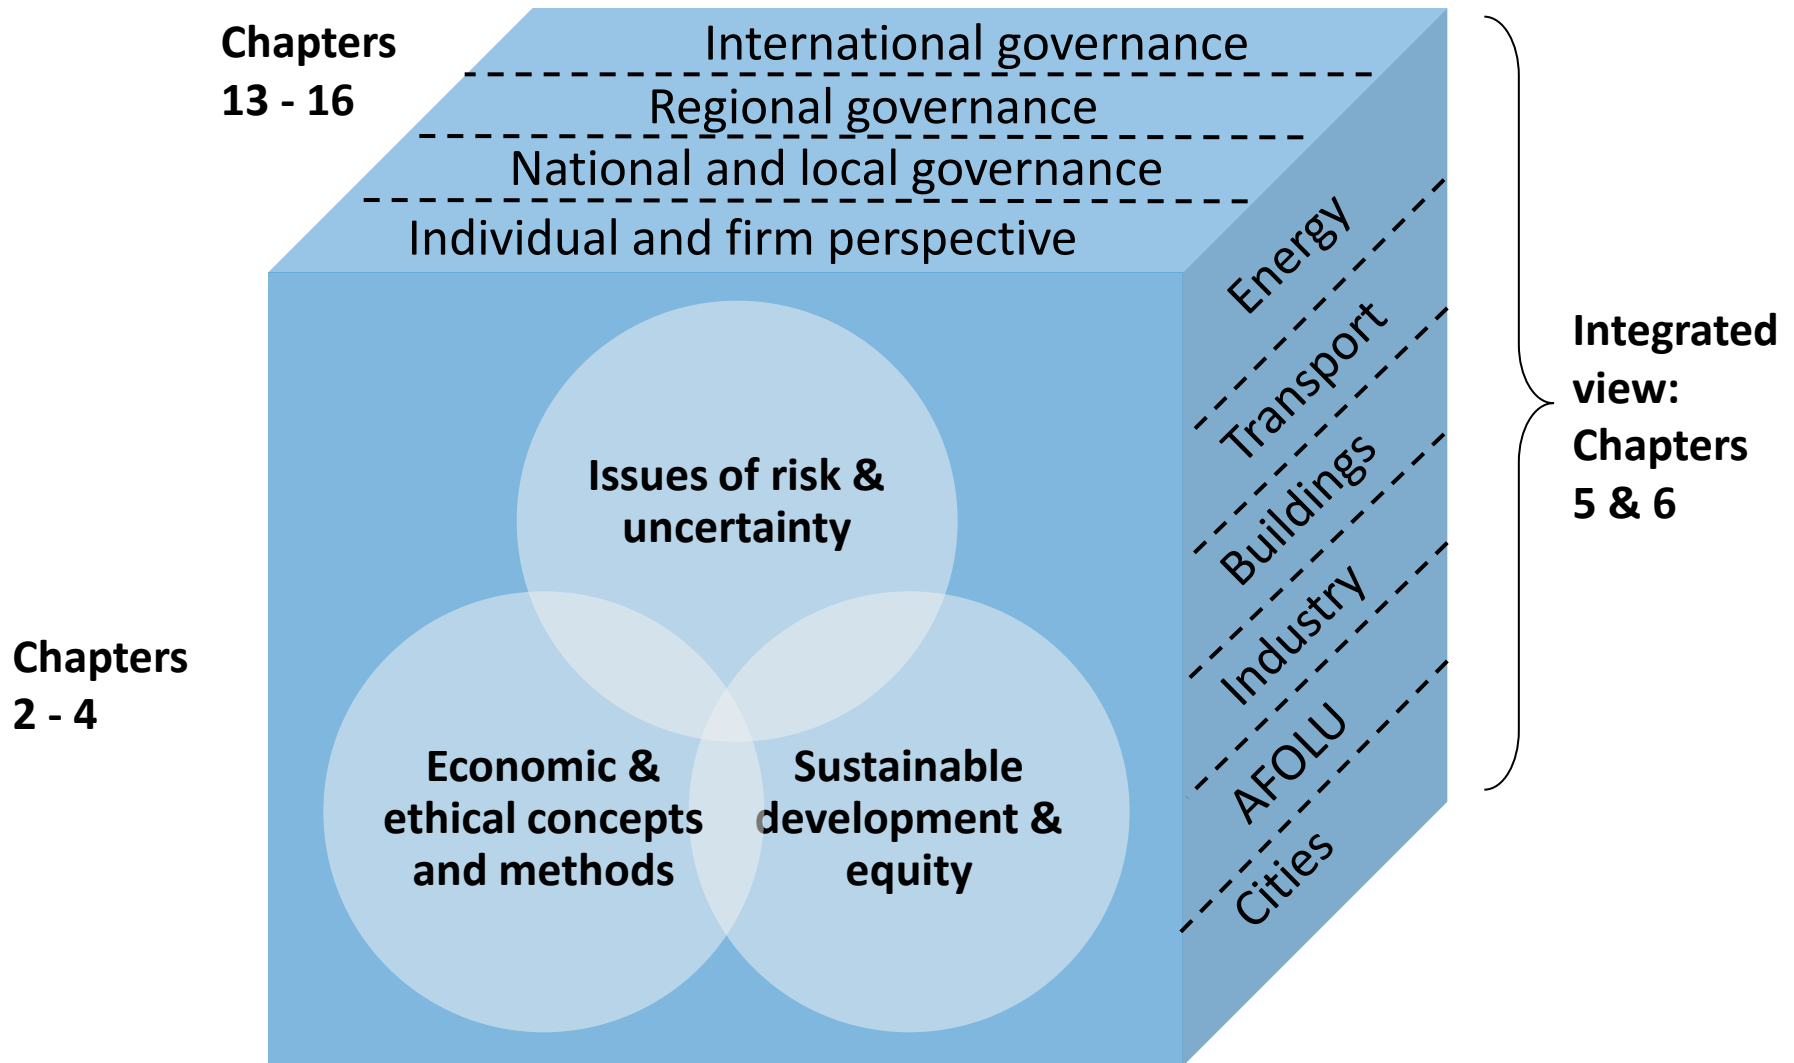 Chapters
13 - 16
International governance
Regional governance
National and local governance
Individual and firm perspective
Energy
Transport
Buildings
Industry
AFOLU
Cities
Integrated
view:
Chapters
5 & 6
Issues of risk &
uncertainty
Chapters
2 - 4
Economic &
ethical concepts
and methods
Sustainable
development &
equity